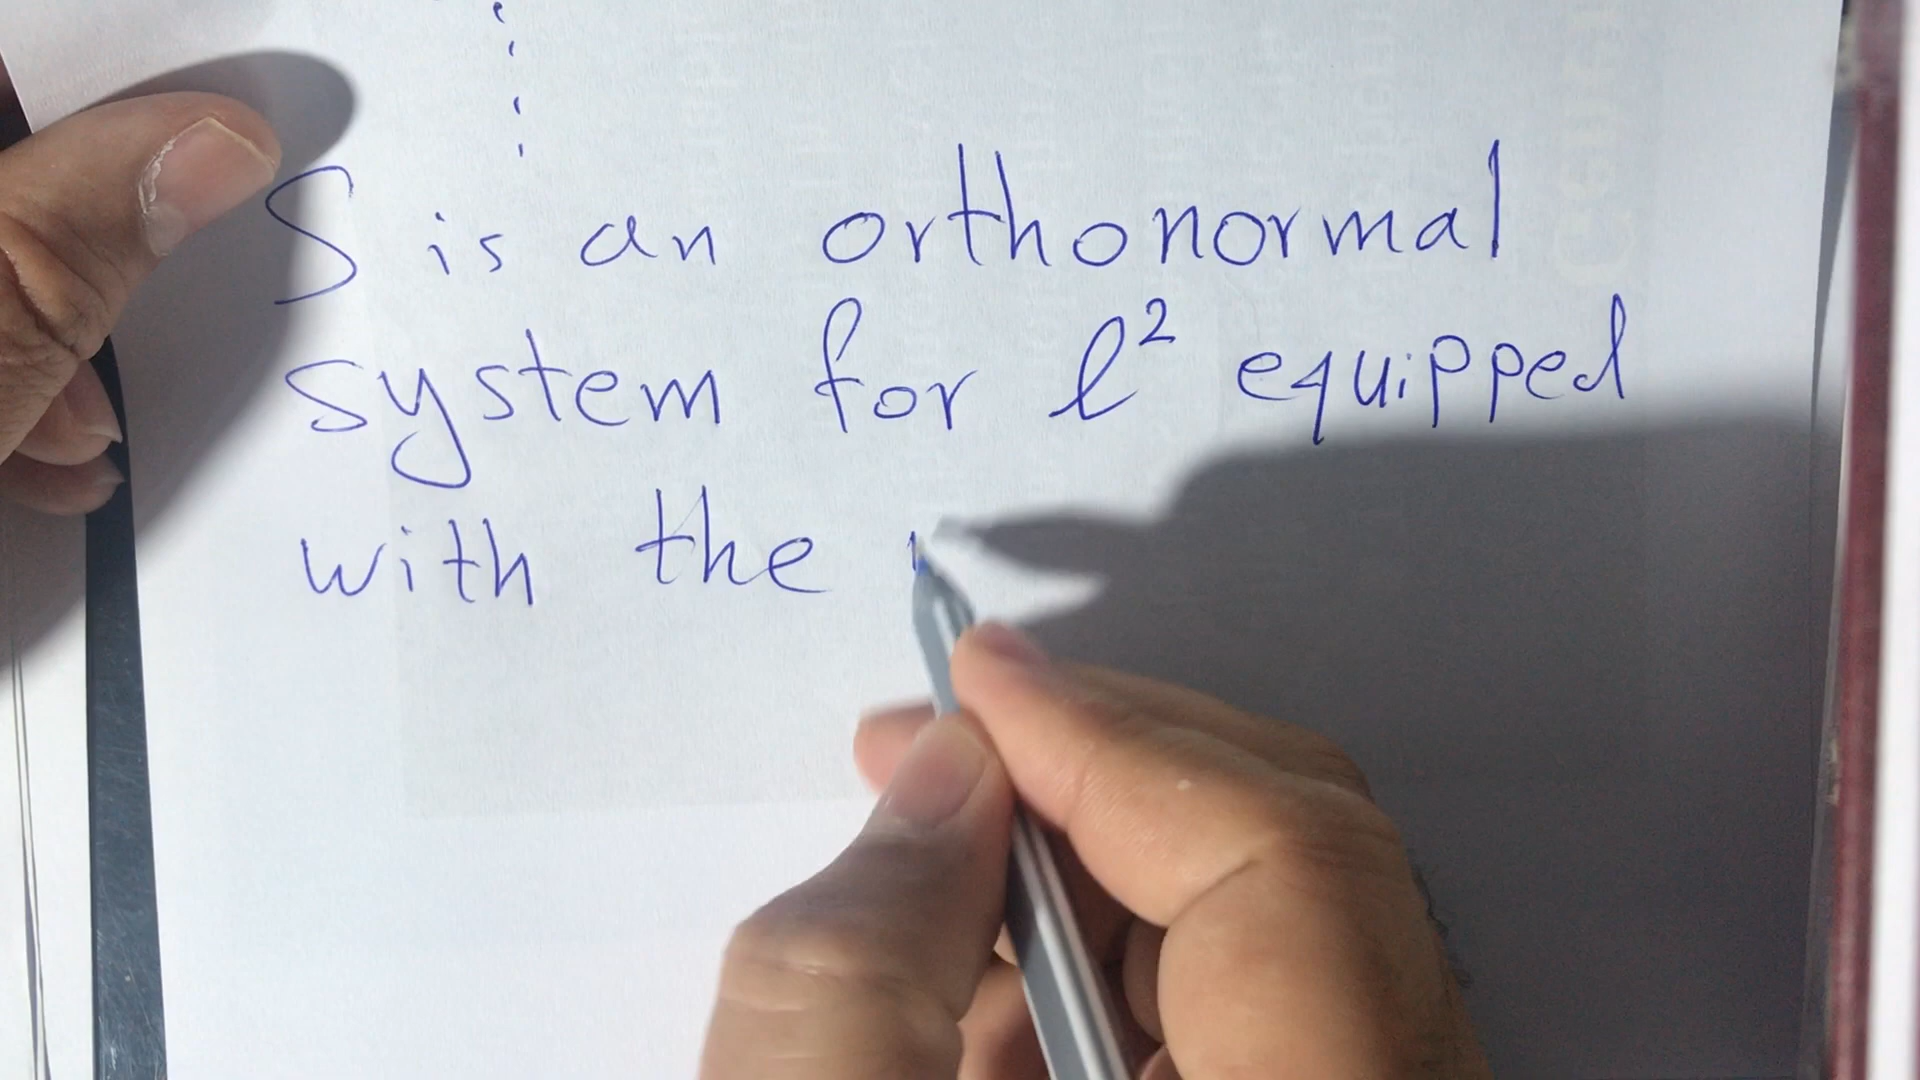 S is an orthonormal
system for l² equipped
with the